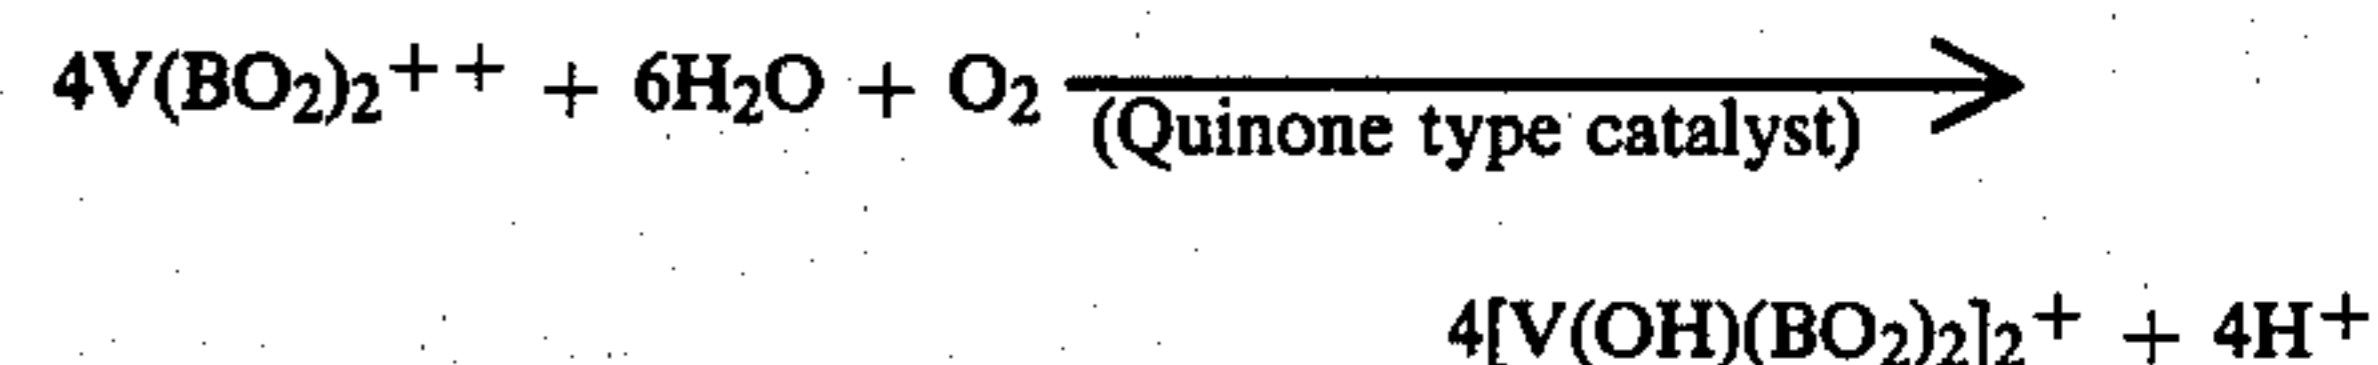 4V(BO₂)₂⁺⁺ + 6H₂O + O₂ ⟶
(Quinone type catalyst)
4[V(OH)(BO₂)₂]₂⁺ + 4H⁺